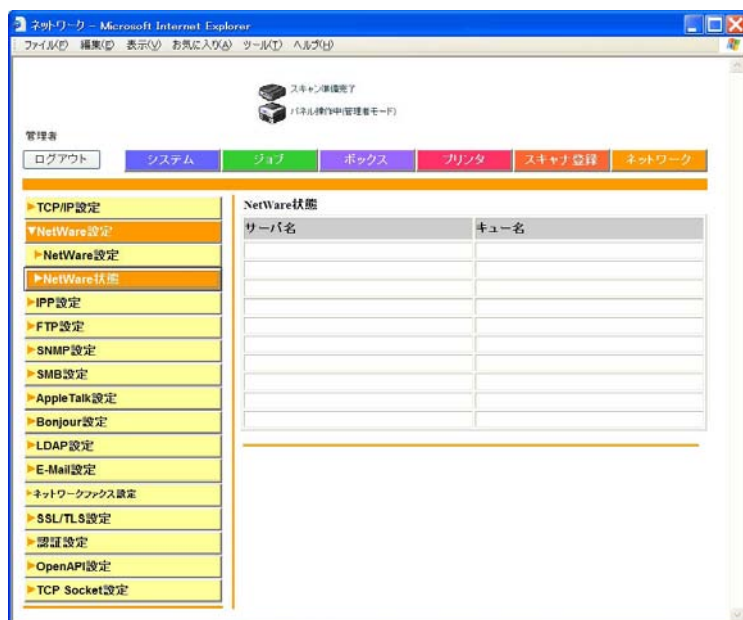 ネットワーク - Microsoft Internet Explorer
ファイル(F) 編集(E) 表示(V) お気に入り(A) ツール(T) ヘルプ(H)
スキャン準備完了
パネル操作中(管理者モード)
管理者
ログアウト システム ジョブ ボックス プリンタ スキャナ登録 ネットワーク
▶TCP/IP設定
▼NetWare設定
▶NetWare設定
▶NetWare状態
▶IPP設定
▶FTP設定
▶SNMP設定
▶SMB設定
▶AppleTalk設定
▶Bonjour設定
▶LDAP設定
▶E-Mail設定
▶ネットワークファクス設定
▶SSL/TLS設定
▶認証設定
▶OpenAPI設定
▶TCP Socket設定
NetWare状態
サーバ名 キュー名